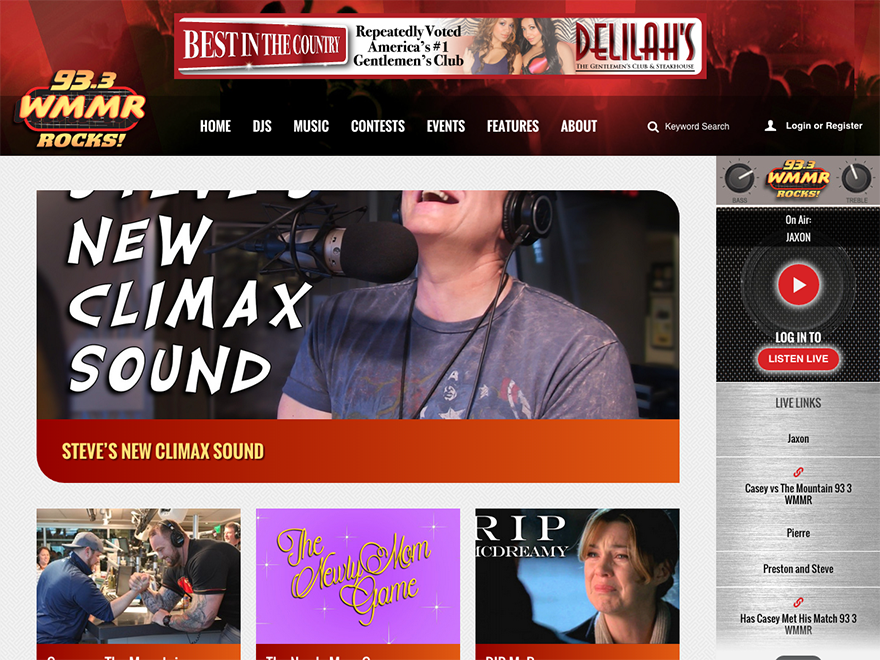 BEST IN THE COUNTRY
Repeatedly Voted
America's #1
Gentlemen's Club
DELILAH'S
THE GENTLEMEN'S CLUB & STEAKHOUSE
93.3
WMMR
ROCKS!
HOME DJS MUSIC CONTESTS EVENTS FEATURES ABOUT
Keyword Search
Login or Register
STEVE'S
NEW
CLIMAX
SOUND
STEVE'S NEW CLIMAX SOUND
RIP
MCDREAMY
The
Newly Mom
Game
93.3
WMMR
ROCKS!
BASS
TREBLE
On Air:
JAXON
LOG IN TO
LISTEN LIVE
LIVE LINKS
Jaxon
Casey vs The Mountain 93 3
WMMR
Pierre
Preston and Steve
Has Casey Met His Match 93 3
WMMR